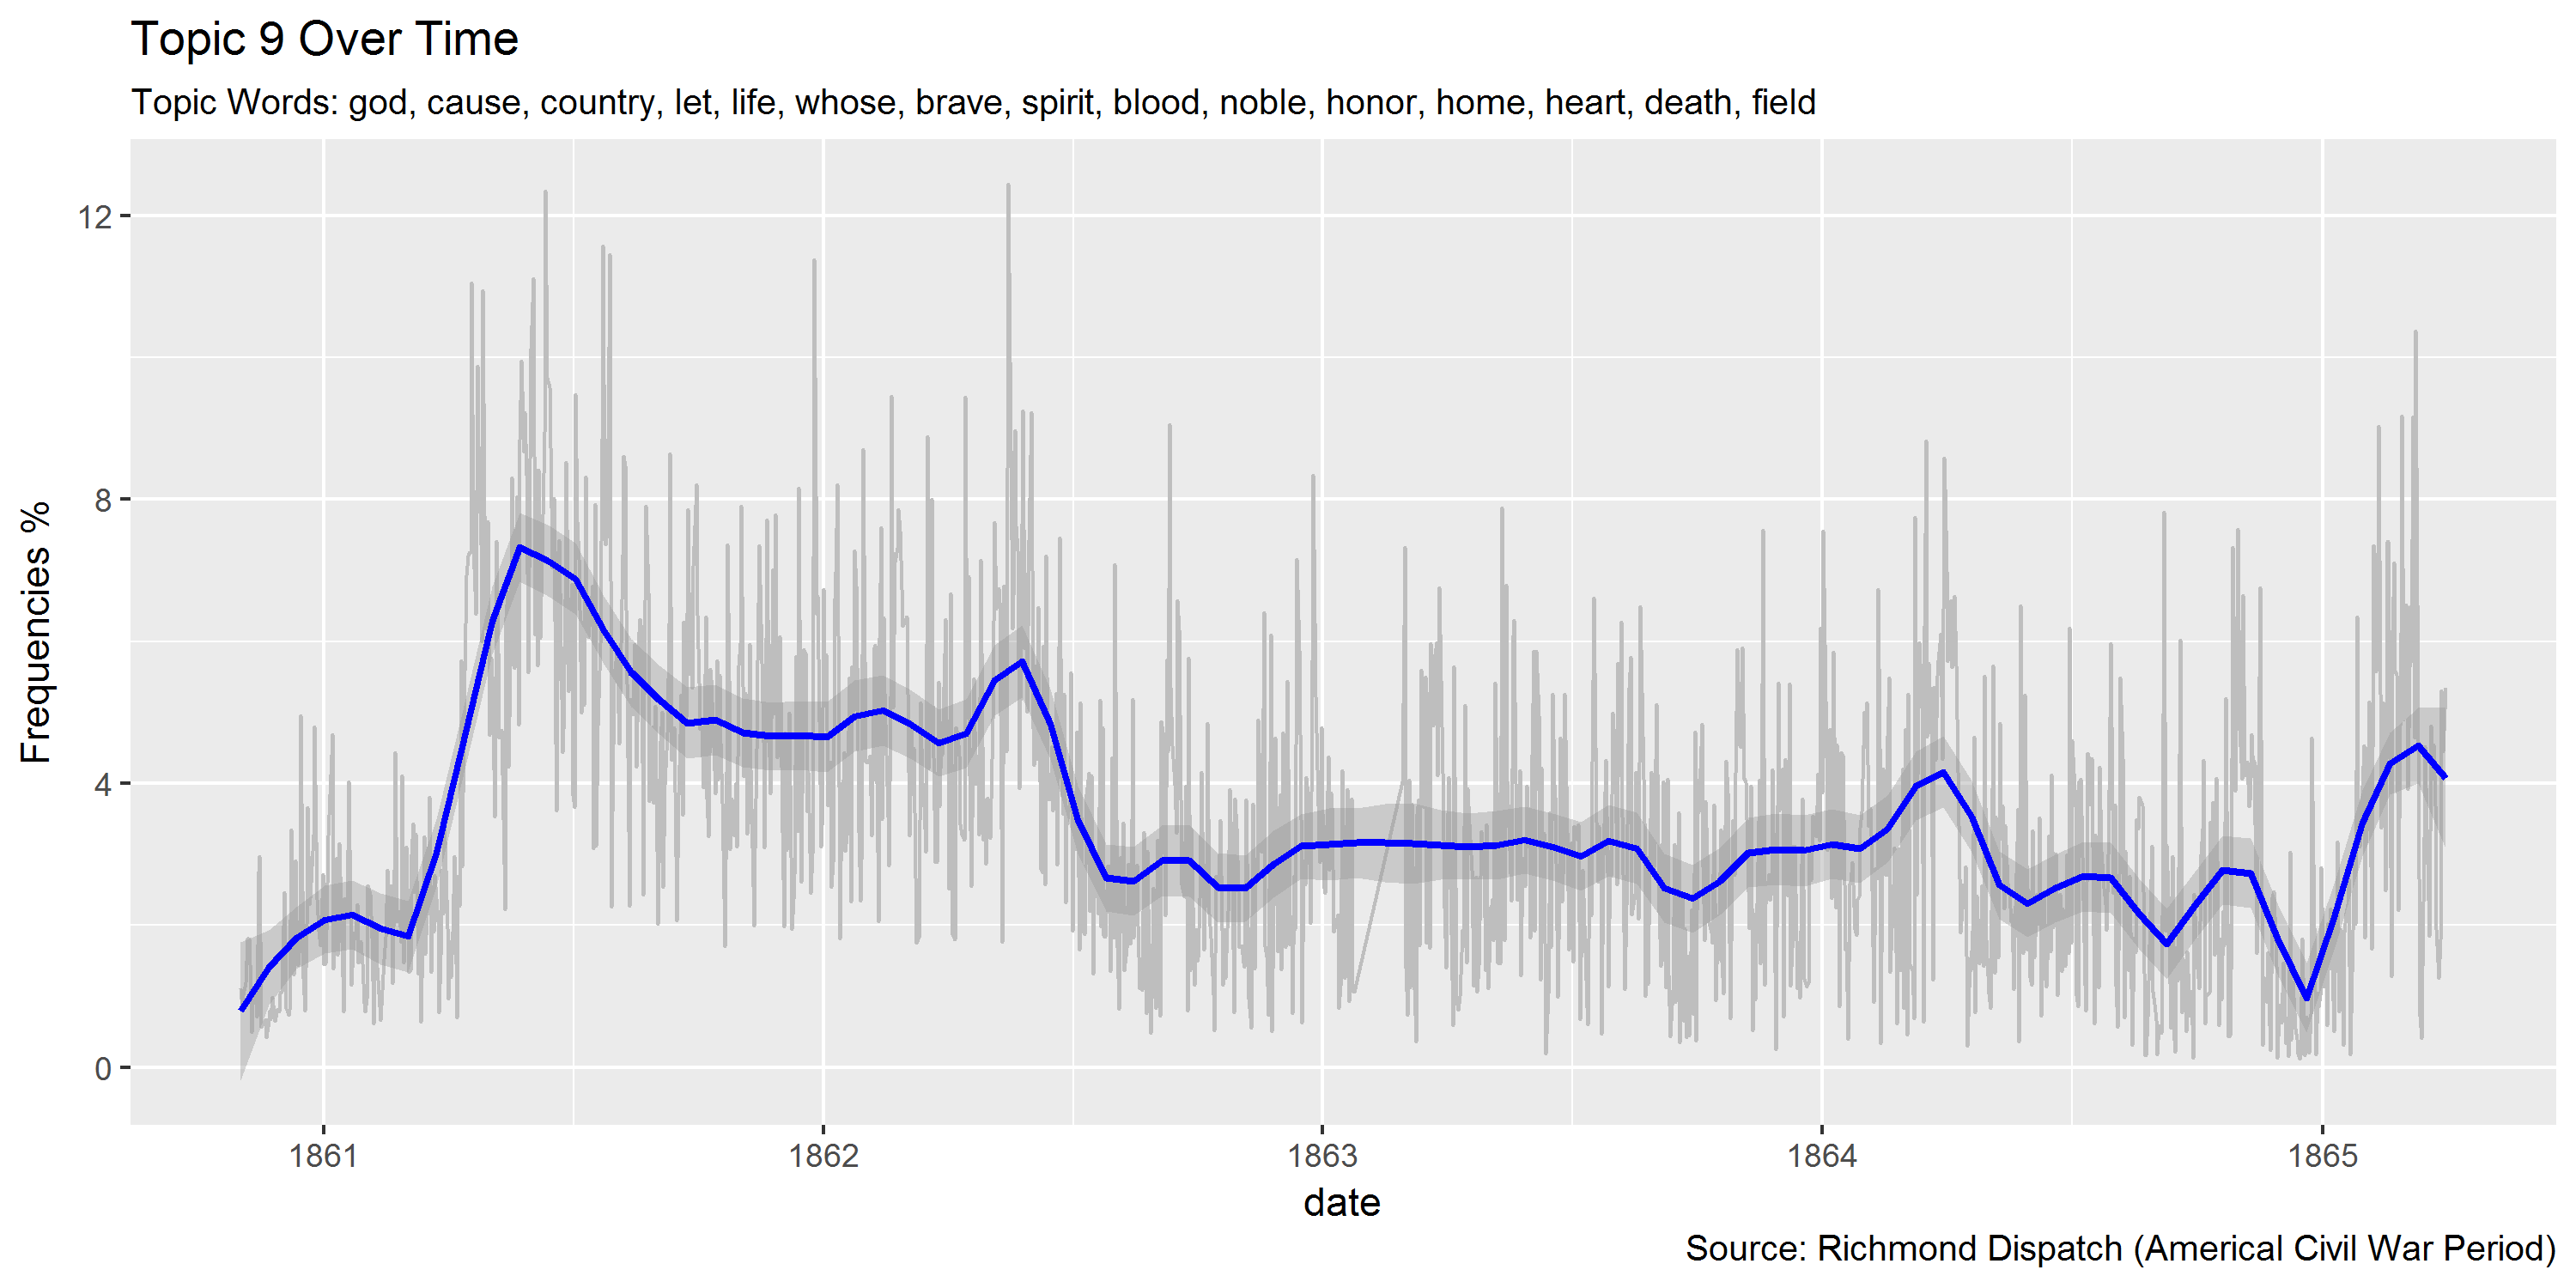 Topic 9 Over Time
Topic Words: god, cause, country, let, life, whose, brave, spirit, blood, noble, honor, home, heart, death, field
Frequencies %
12
8
4
0
1861
1862
1863
1864
1865
date
Source: Richmond Dispatch (Americal Civil War Period)